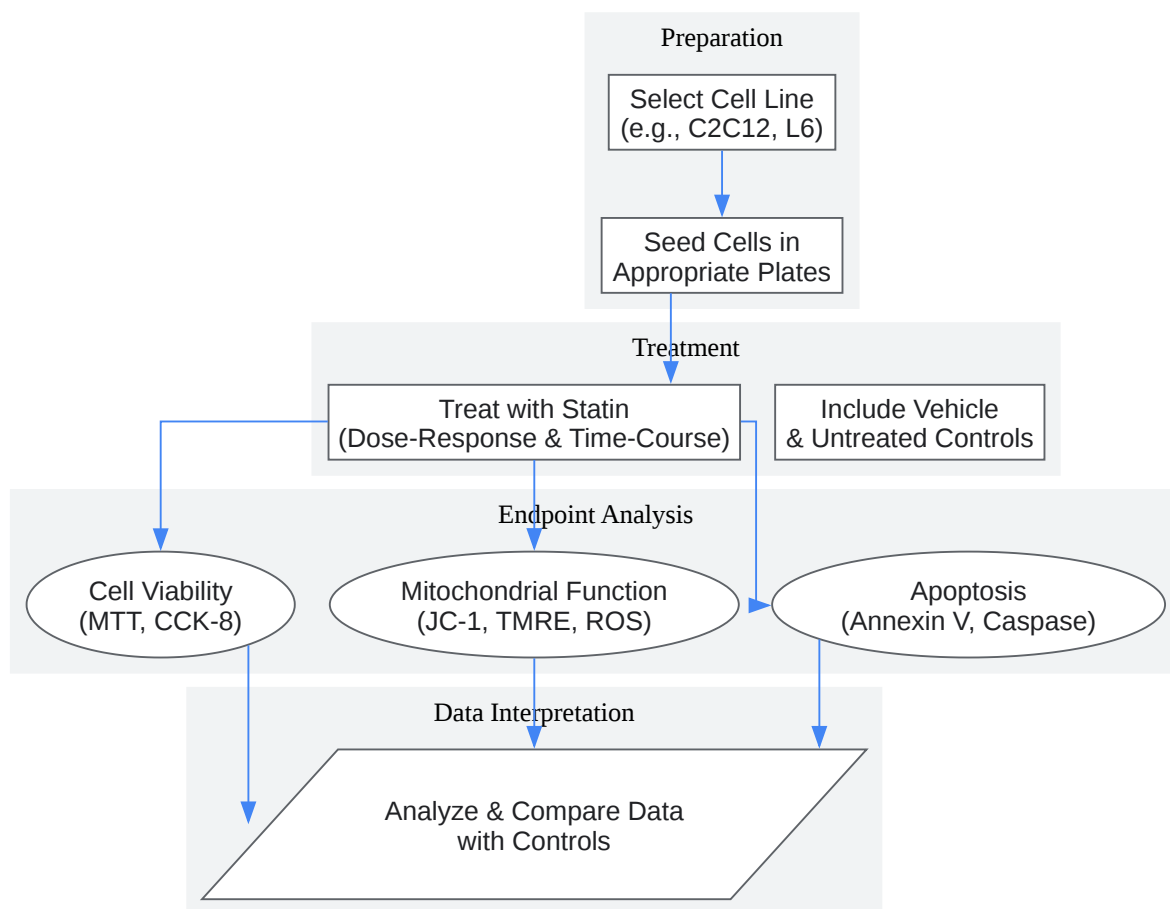 Preparation
Select Cell Line
(e.g., C2C12, L6)
Seed Cells in
Appropriate Plates
Treatment
Treat with Statin
(Dose-Response & Time-Course)
Include Vehicle
& Untreated Controls
Endpoint Analysis
Cell Viability
(MTT, CCK-8)
Mitochondrial Function
(JC-1, TMRE, ROS)
Apoptosis
(Annexin V, Caspase)
Data Interpretation
Analyze & Compare Data
with Controls